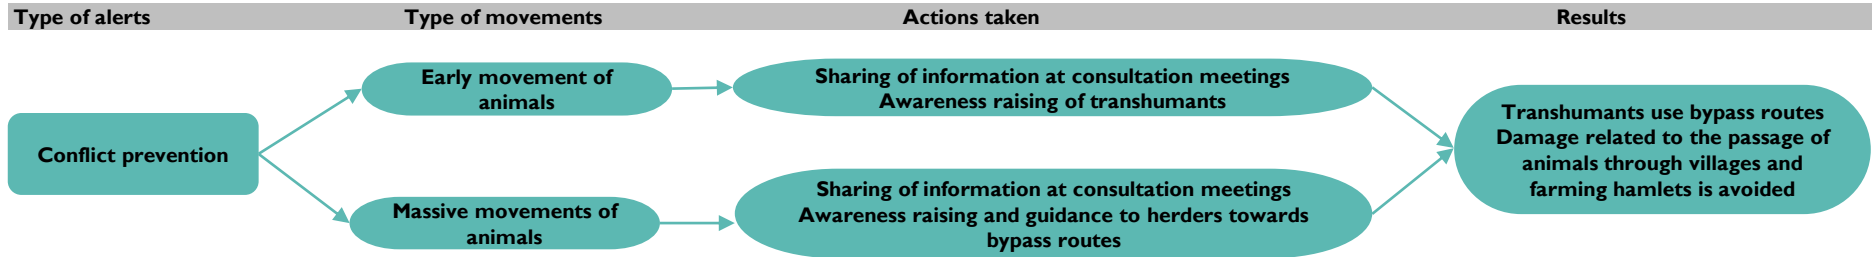 Type of alerts
Type of movements
Actions taken
Results
Conflict prevention
Early movement of
animals
Sharing of information at consultation meetings
Awareness raising of transhumants
Massive movements of
animals
Sharing of information at consultation meetings
Awareness raising and guidance to herders towards
bypass routes
Transhumants use bypass routes
Damage related to the passage of
animals through villages and
farming hamlets is avoided